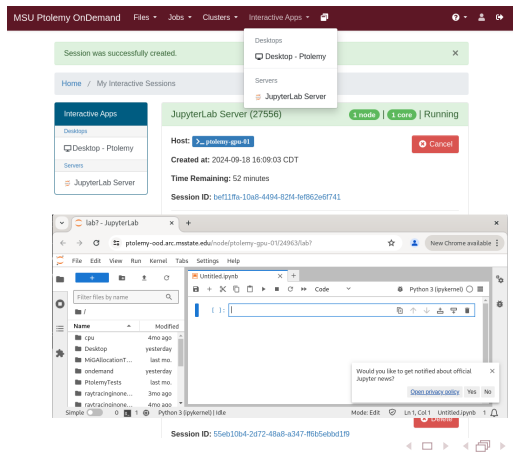 MSU Ptolemy OnDemand Files Jobs Clusters Interactive Apps
Desktops
Desktop - Ptolemy
Servers
JupyterLab Server
Session was successfully created. ×
Home / My Interactive Sessions
Interactive Apps
Desktops
Desktop - Ptolemy
Servers
JupyterLab Server
JupyterLab Server (27556) 1 node | 1 core | Running
Host: >_ ptolemy-gpu-01 Cancel
Created at: 2024-09-18 16:09:03 CDT
Time Remaining: 52 minutes
Session ID: bef11ffa-10a8-4494-82f4-fef862e6f741
lab? - JupyterLab × + ×
ptolemy-ood.arc.msstate.edu/node/ptolemy-gpu-01/24963/lab? New Chrome available
File Edit View Run Kernel Tabs Settings Help
Untitled.ipynb × +
Code Python 3 (ipykernel)
Filter files by name
/
Name Modified
cpu 4mo ago
Desktop yesterday
MiGAllocationT... last mo.
ondemand yesterday
PtolemyTests last mo.
raytracinginone... 3mo ago
raytracinginone... 4mo ago
[ ]:
Would you like to get notified about official Jupyter news? ×
Open privacy policy Yes No
Simple 0 1 Python 3 (ipykernel) | Idle Mode: Edit Ln 1, Col 1 Untitled.ipynb 1
Delete
Session ID: 55eb10b4-2d72-48a8-a347-ff6b5ebbd1f9